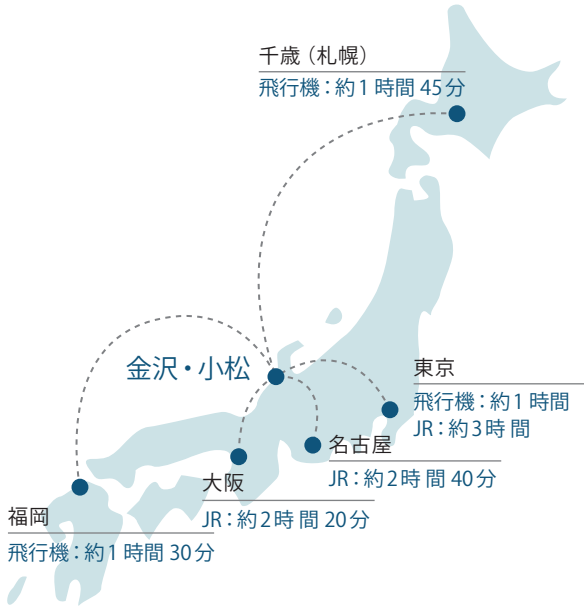 千歳（札幌）
飛行機：約1時間45分
金沢・小松
東京
飛行機：約1時間
JR：約3時間
名古屋
JR：約2時間40分
大阪
JR：約2時間20分
福岡
飛行機：約1時間30分